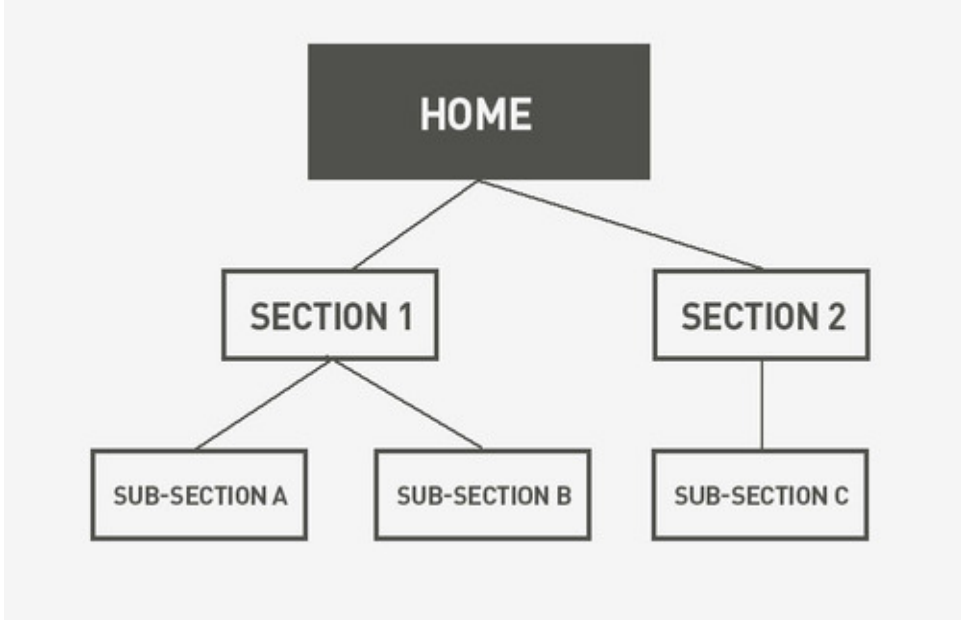 HOME
SECTION 1
SECTION 2
SUB-SECTION A
SUB-SECTION B
SUB-SECTION C